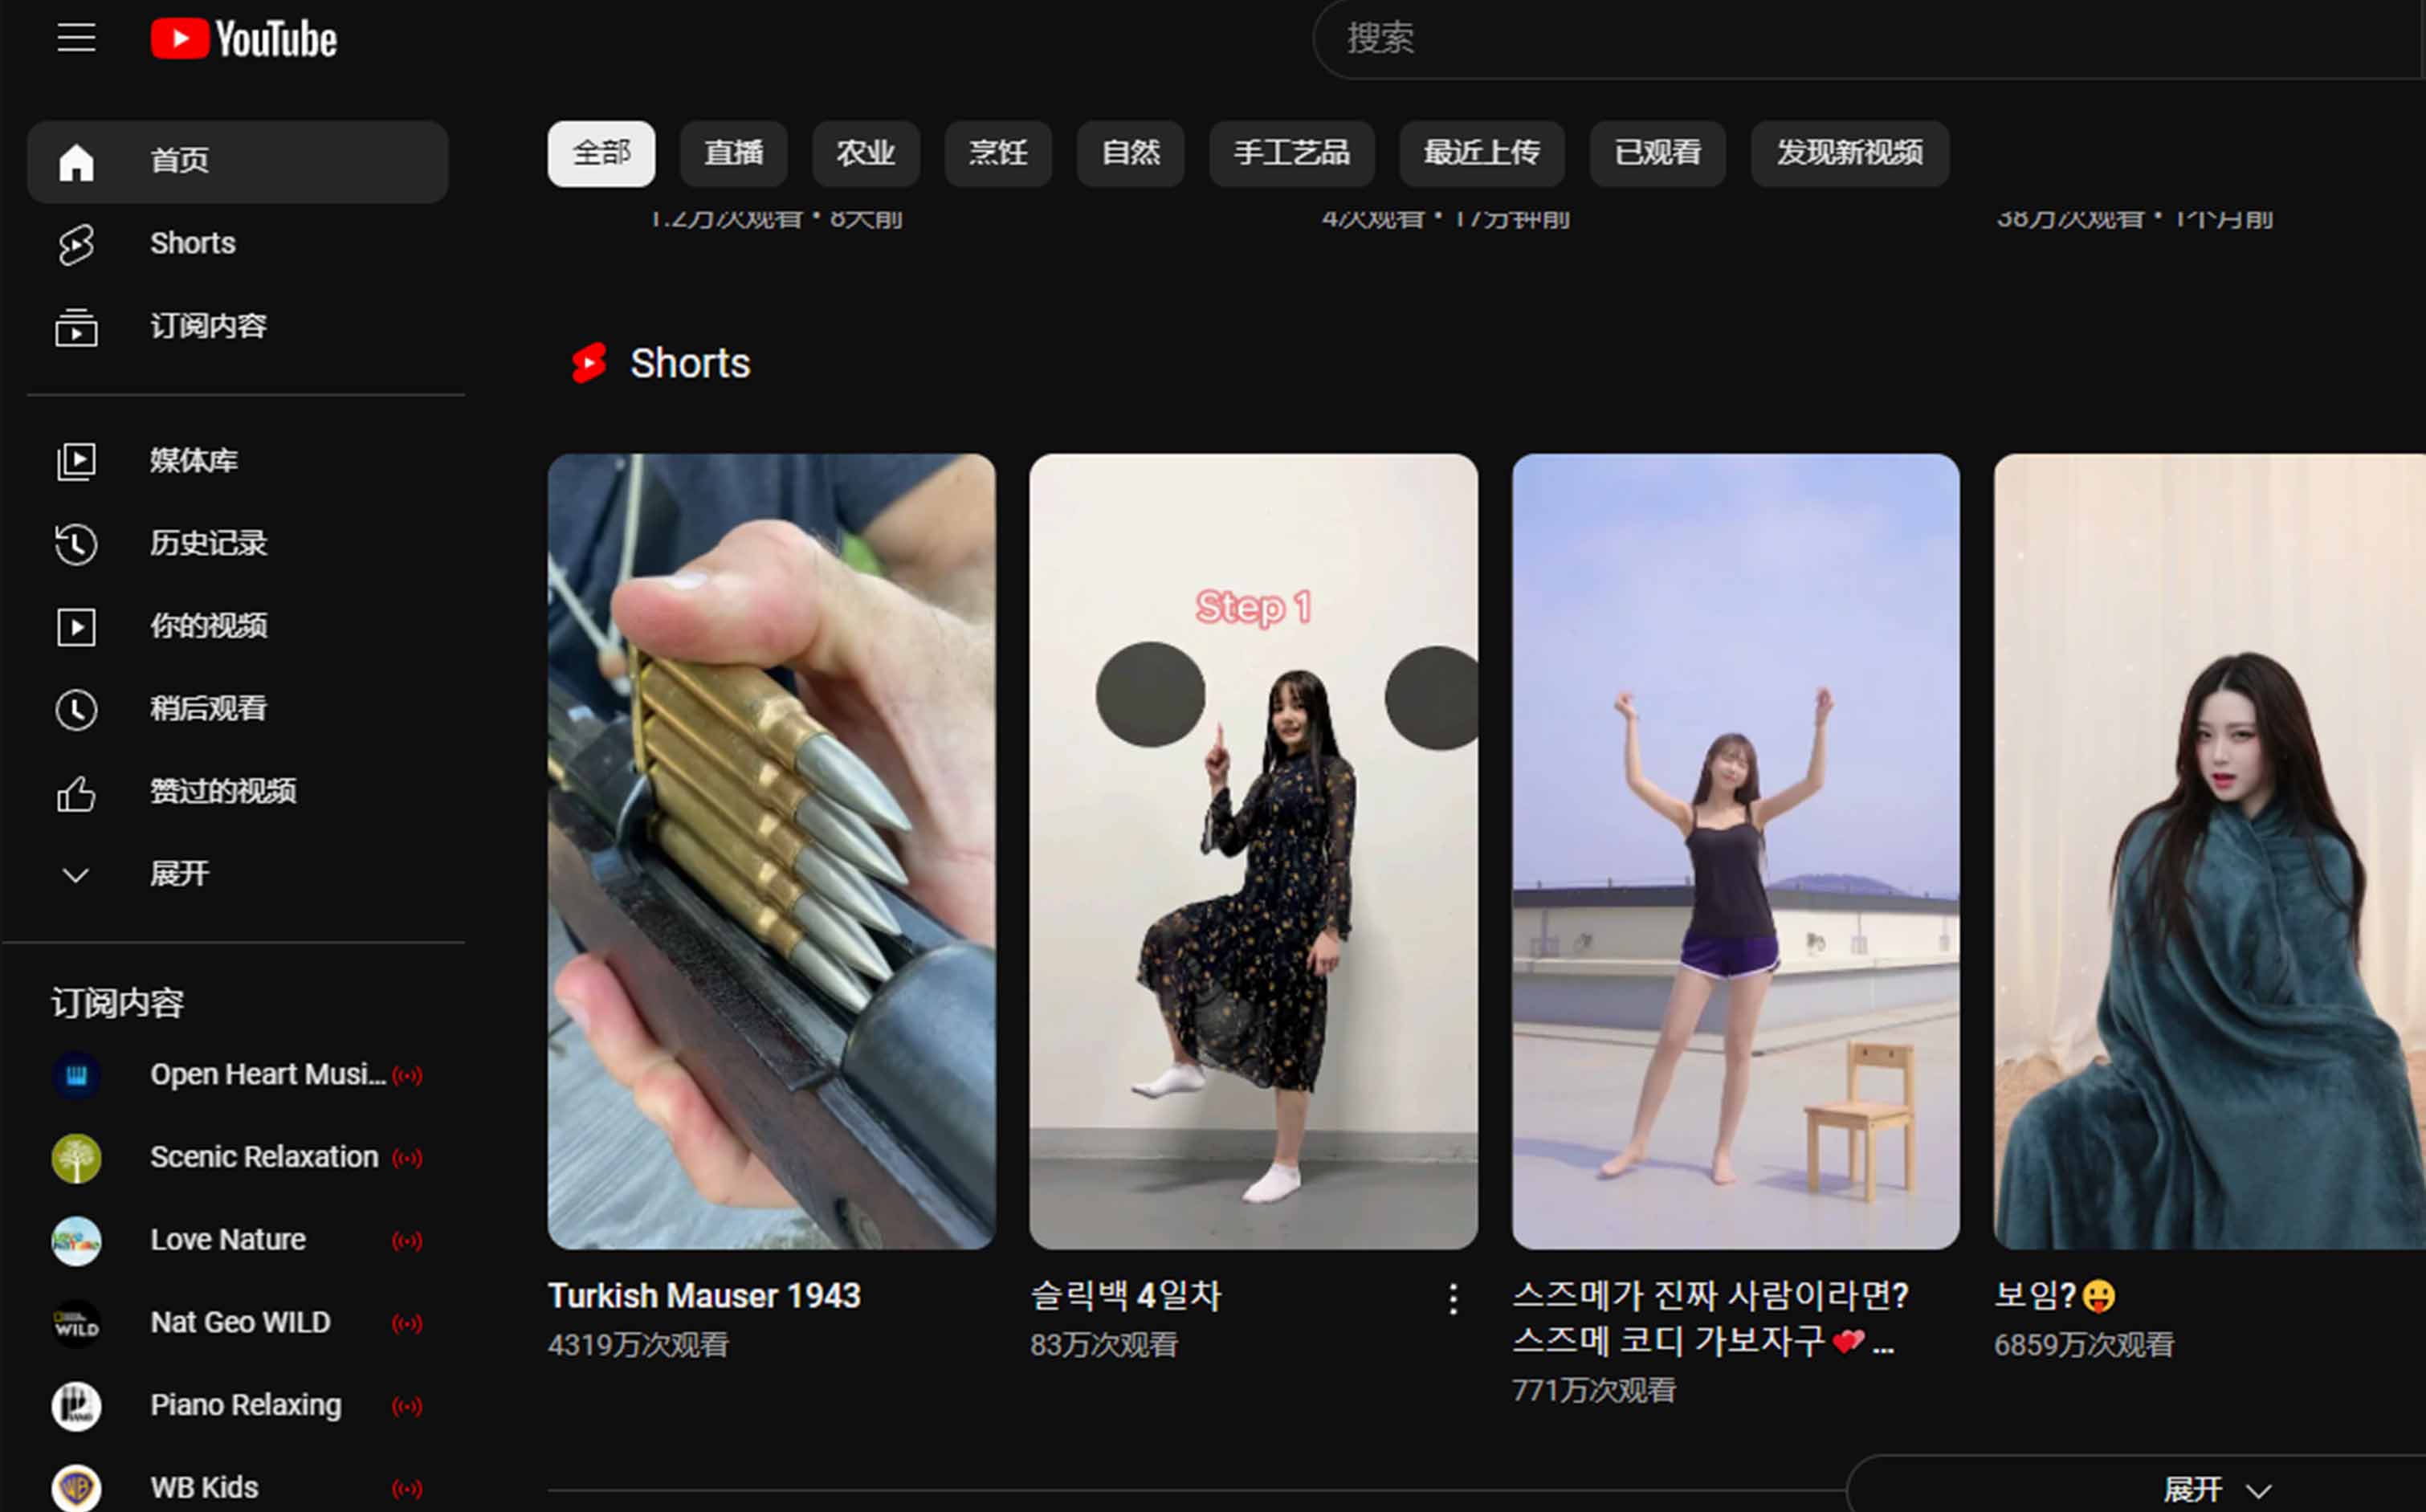 YouTube
搜索
首页
Shorts
订阅内容
媒体库
历史记录
你的视频
稍后观看
赞过的视频
展开
订阅内容
Open Heart Musi...
Scenic Relaxation
Love Nature
Nat Geo WILD
Piano Relaxing
WB Kids
全部 直播 农业 烹饪 自然 手工艺品 最近上传 已观看 发现新视频
1.2万次观看 • 8天前
4次观看 • 17分钟前
38万次观看 • 1个月前
Shorts
Step 1
Turkish Mauser 1943
4319万次观看
슬릭백 4일차
83万次观看
스즈메가 진짜 사람이라면?
스즈메 코디 가보자구💕 ...
771万次观看
보임?😛
6859万次观看
展开